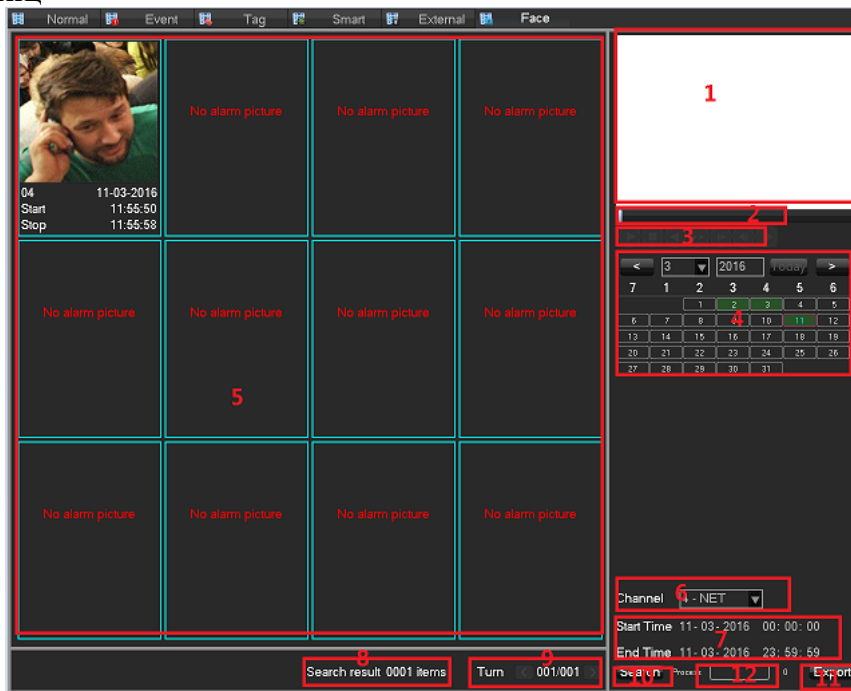 Normal Event Tag Smart External Face
No alarm picture No alarm picture No alarm picture
04 11-03-2016
Start 11:55:50
Stop 11:55:58
No alarm picture No alarm picture No alarm picture No alarm picture
5
No alarm picture No alarm picture No alarm picture No alarm picture
8
Search result 0001 items
9
Turn < 001/001 >
1
2
3
< 3 2016 Today >
7 1 2 3 4 5 6
1 2 3 4 5
6 7 8 9 10 11 12
4
13 14 15 16 17 18 19
20 21 22 23 24 25 26
27 28 29 30 31
Channel 4 - NET
6
Start Time 11- 03- 2016 00: 00: 00
7
End Time 11- 03- 2016 23: 59: 59
Search Process 0 Export
10 12 11